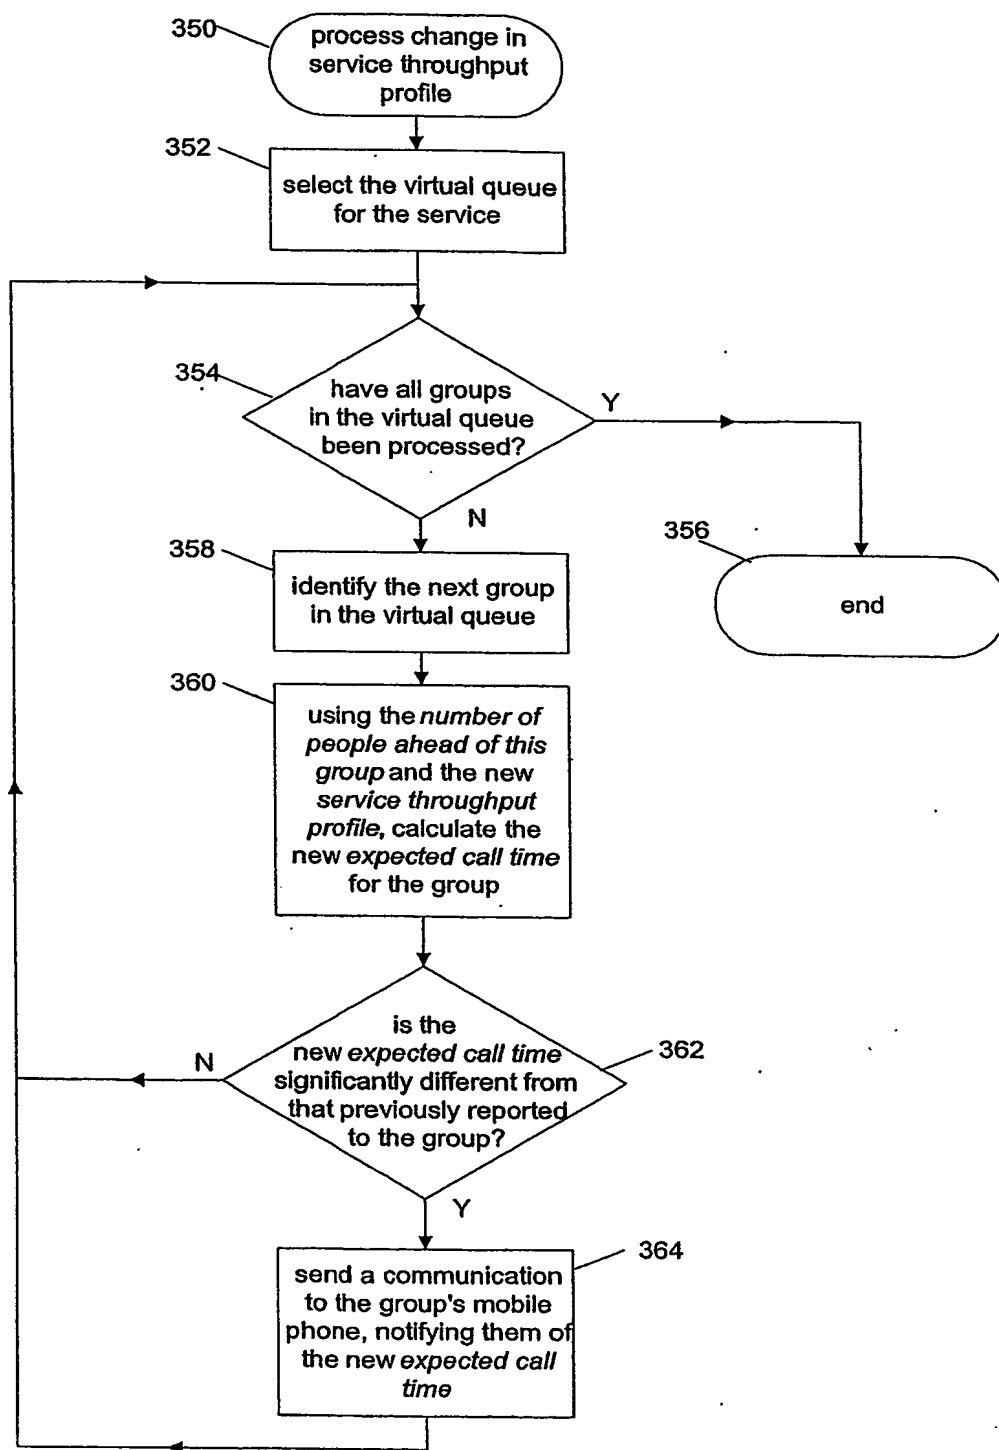 350
process change in
service throughput
profile
352
select the virtual queue
for the service
354
have all groups
in the virtual queue
been processed?
Y
N
356
end
358
identify the next group
in the virtual queue
360
using the number of
people ahead of this
group and the new
service throughput
profile, calculate the
new expected call time
for the group
362
is the
new expected call time
significantly different from
that previously reported
to the group?
N
Y
364
send a communication
to the group's mobile
phone, notifying them of
the new expected call
time